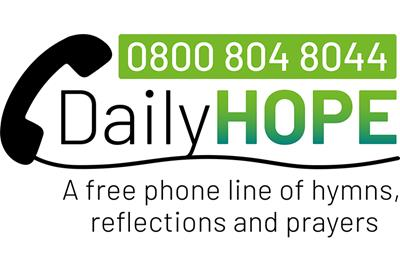 0800 804 8044
DailyHOPE
A free phone line of hymns,
reflections and prayers